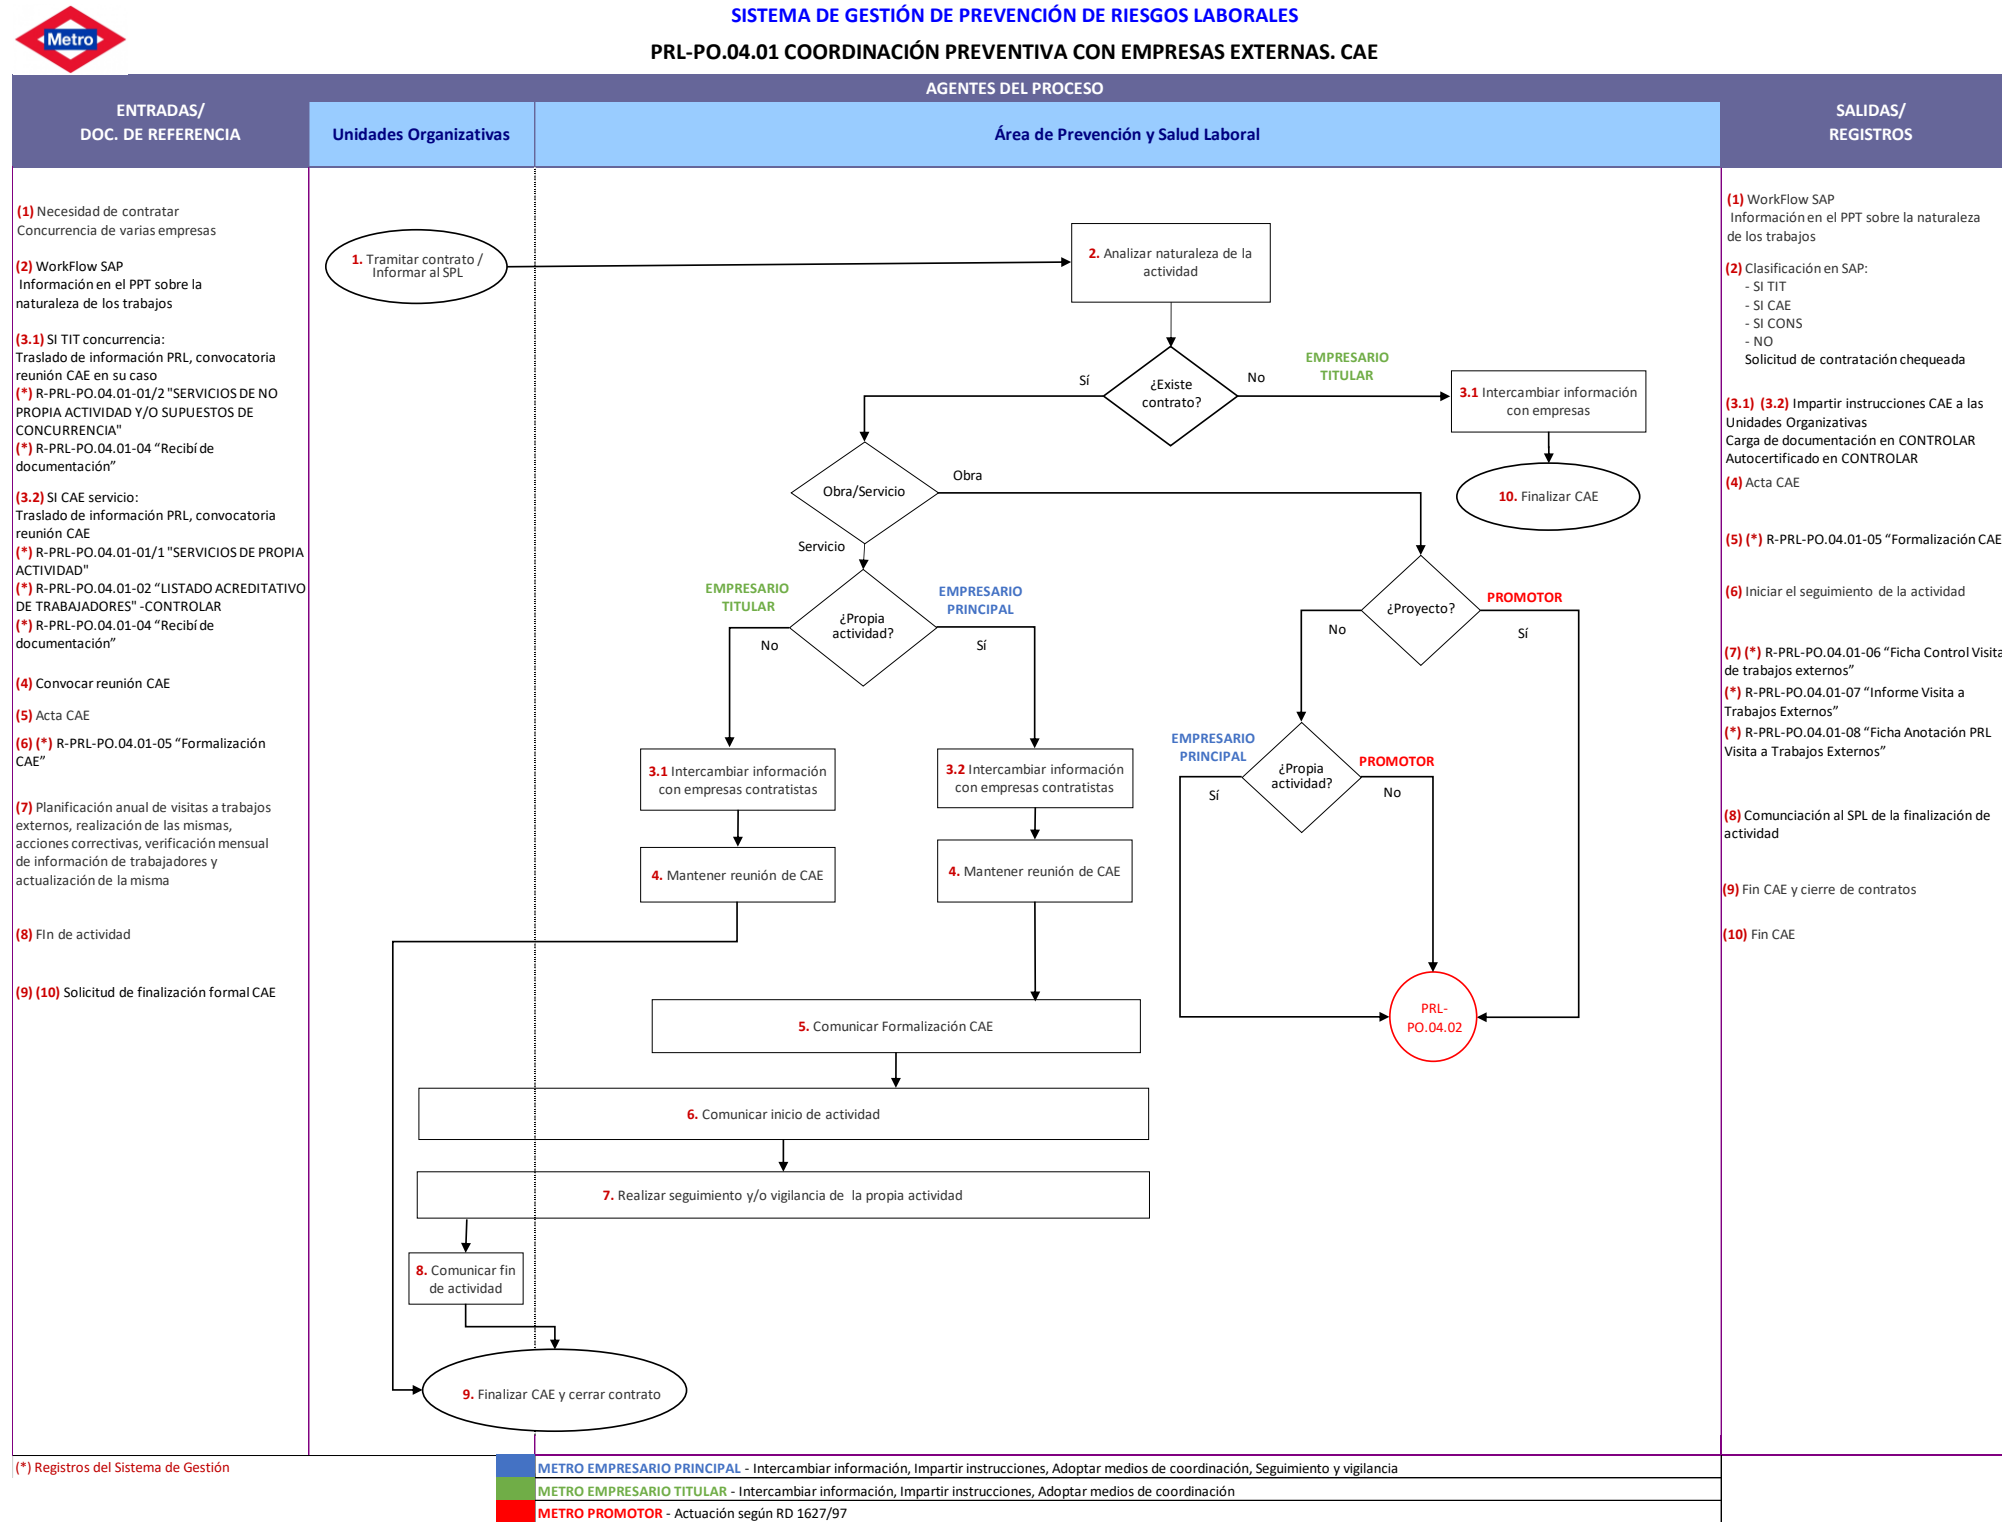 Metro
SISTEMA DE GESTIÓN DE PREVENCIÓN DE RIESGOS LABORALES
PRL-PO.04.01 COORDINACIÓN PREVENTIVA CON EMPRESAS EXTERNAS. CAE
AGENTES DEL PROCESO
ENTRADAS/
DOC. DE REFERENCIA
Unidades Organizativas
Área de Prevención y Salud Laboral
SALIDAS/
REGISTROS
(1) Necesidad de contratar
Concurrencia de varias empresas
(2) WorkFlow SAP
Información en el PPT sobre la
naturaleza de los trabajos
(3.1) SI TIT concurrencia:
Traslado de información PRL, convocatoria
reunión CAE en su caso
(*) R-PRL-PO.04.01-01/2 "SERVICIOS DE NO
PROPIA ACTIVIDAD Y/O SUPUESTOS DE
CONCURRENCIA"
(*) R-PRL-PO.04.01-04 “Recibí de
documentación”
(3.2) SI CAE servicio:
Traslado de información PRL, convocatoria
reunión CAE
(*) R-PRL-PO.04.01-01/1 "SERVICIOS DE PROPIA
ACTIVIDAD"
(*) R-PRL-PO.04.01-02 “LISTADO ACREDITATIVO
DE TRABAJADORES" -CONTROLAR
(*) R-PRL-PO.04.01-04 “Recibí de
documentación”
(4) Convocar reunión CAE
(5) Acta CAE
(6) (*) R-PRL-PO.04.01-05 “Formalización
CAE”
(7) Planificación anual de visitas a trabajos
externos, realización de las mismas,
acciones correctivas, verificación mensual
de información de trabajadores y
actualización de la misma
(8) FIn de actividad
(9) (10) Solicitud de finalización formal CAE
1. Tramitar contrato /
Informar al SPL
2. Analizar naturaleza de la
actividad
¿Existe
contrato?
Sí
No
EMPRESARIO
TITULAR
3.1 Intercambiar información
con empresas
10. Finalizar CAE
Obra/Servicio
Obra
Servicio
EMPRESARIO
TITULAR
¿Propia
actividad?
EMPRESARIO
PRINCIPAL
No
Sí
¿Proyecto?
PROMOTOR
No
Sí
EMPRESARIO
PRINCIPAL
¿Propia
actividad?
PROMOTOR
Sí
No
3.1 Intercambiar información
con empresas contratistas
3.2 Intercambiar información
con empresas contratistas
4. Mantener reunión de CAE
4. Mantener reunión de CAE
PRL-
PO.04.02
5. Comunicar Formalización CAE
6. Comunicar inicio de actividad
7. Realizar seguimiento y/o vigilancia de la propia actividad
8. Comunicar fin
de actividad
9. Finalizar CAE y cerrar contrato
(1) WorkFlow SAP
Información en el PPT sobre la naturaleza
de los trabajos
(2) Clasificación en SAP:
- SI TIT
- SI CAE
- SI CONS
- NO
Solicitud de contratación chequeada
(3.1) (3.2) Impartir instrucciones CAE a las
Unidades Organizativas
Carga de documentación en CONTROLAR
Autocertificado en CONTROLAR
(4) Acta CAE
(5) (*) R-PRL-PO.04.01-05 “Formalización CAE
(6) Iniciar el seguimiento de la actividad
(7) (*) R-PRL-PO.04.01-06 “Ficha Control Visita
de trabajos externos”
(*) R-PRL-PO.04.01-07 “Informe Visita a
Trabajos Externos”
(*) R-PRL-PO.04.01-08 “Ficha Anotación PRL
Visita a Trabajos Externos”
(8) Comunciación al SPL de la finalización de
actividad
(9) Fin CAE y cierre de contratos
(10) Fin CAE
(*) Registros del Sistema de Gestión
METRO EMPRESARIO PRINCIPAL - Intercambiar información, Impartir instrucciones, Adoptar medios de coordinación, Seguimiento y vigilancia
METRO EMPRESARIO TITULAR - Intercambiar información, Impartir instrucciones, Adoptar medios de coordinación
METRO PROMOTOR - Actuación según RD 1627/97